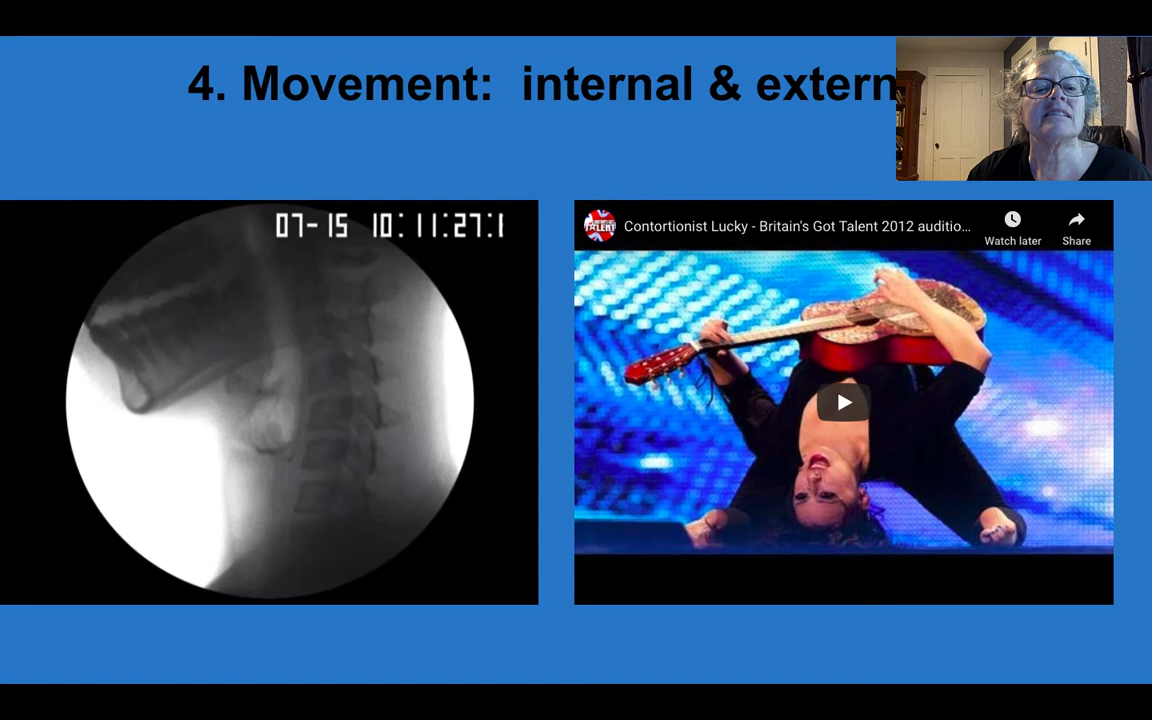 4. Movement:  internal & extern
07-15 10:11:27:1
Contortionist Lucky - Britain's Got Talent 2012 auditio...
Watch later
Share
TALENT